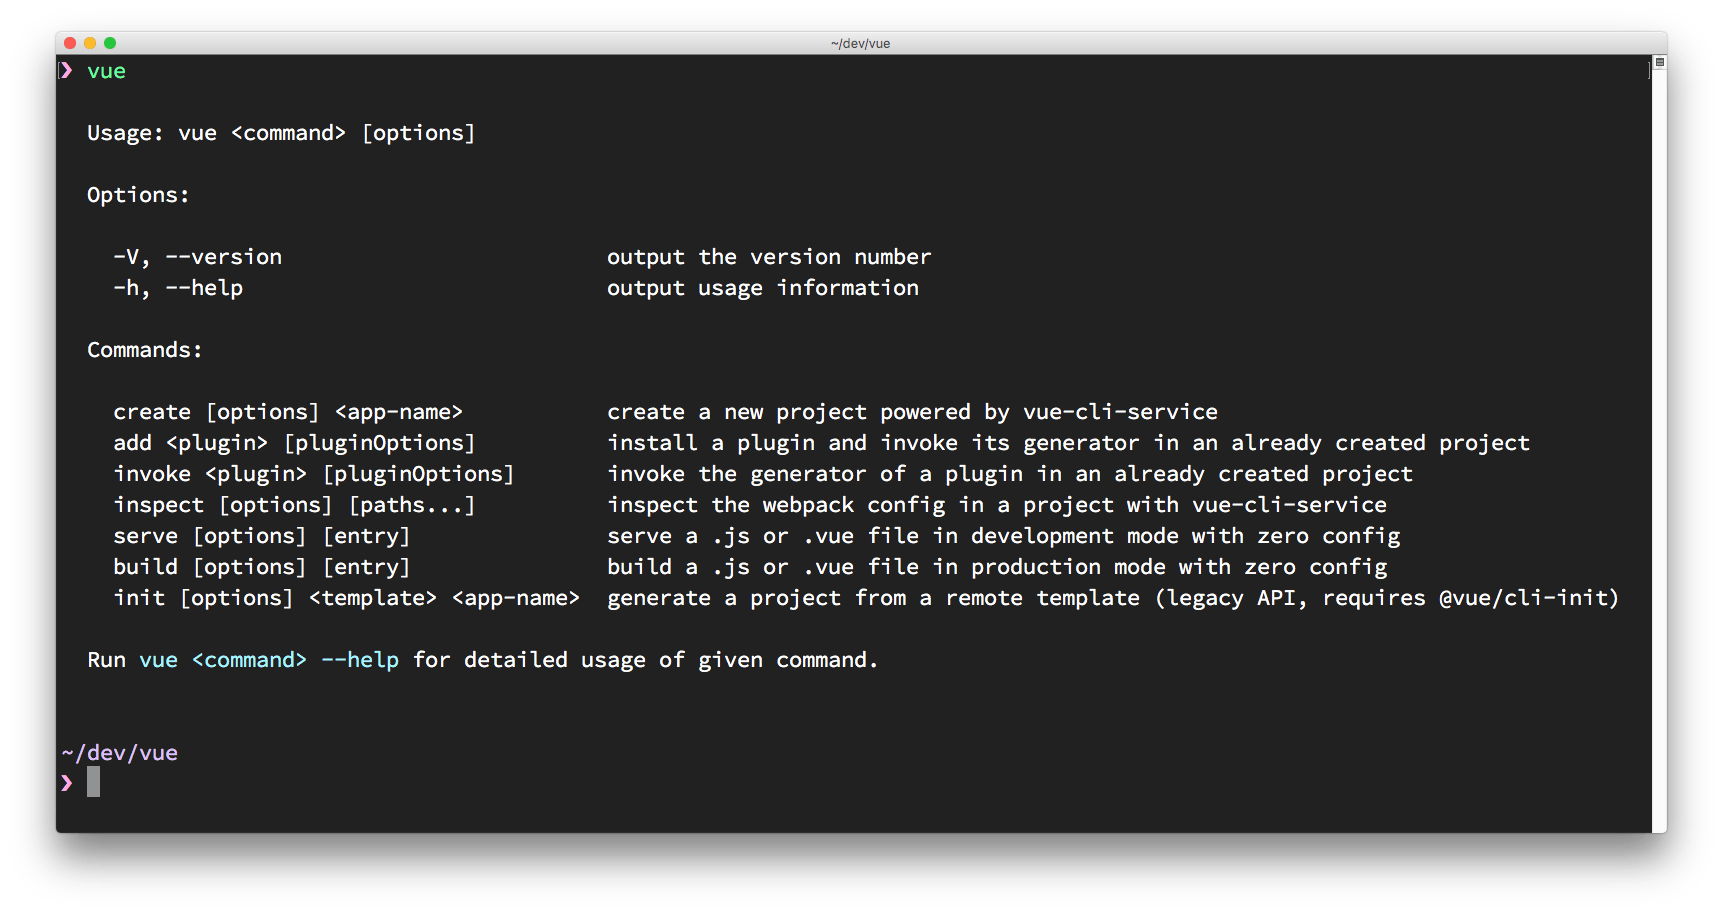 ~/dev/vue
❯ vue
Usage: vue <command> [options]
Options:
-V, --version output the version number
-h, --help output usage information
Commands:
create [options] <app-name> create a new project powered by vue-cli-service
add <plugin> [pluginOptions] install a plugin and invoke its generator in an already created project
invoke <plugin> [pluginOptions] invoke the generator of a plugin in an already created project
inspect [options] [paths...] inspect the webpack config in a project with vue-cli-service
serve [options] [entry] serve a .js or .vue file in development mode with zero config
build [options] [entry] build a .js or .vue file in production mode with zero config
init [options] <template> <app-name> generate a project from a remote template (legacy API, requires @vue/cli-init)
Run vue <command> --help for detailed usage of given command.
~/dev/vue
❯